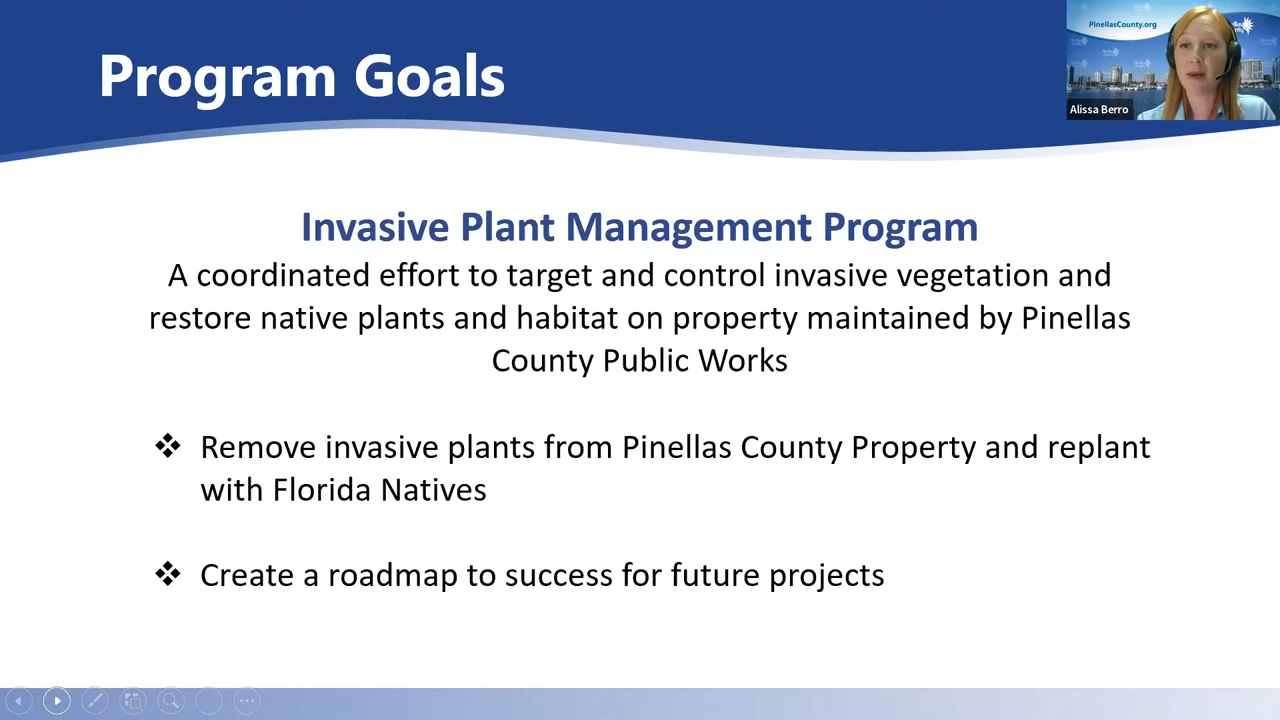 Program Goals
PinellasCounty.org
Alissa Berro
Invasive Plant Management Program
A coordinated effort to target and control invasive vegetation and
restore native plants and habitat on property maintained by Pinellas
County Public Works
❖ Remove invasive plants from Pinellas County Property and replant
with Florida Natives
❖ Create a roadmap to success for future projects